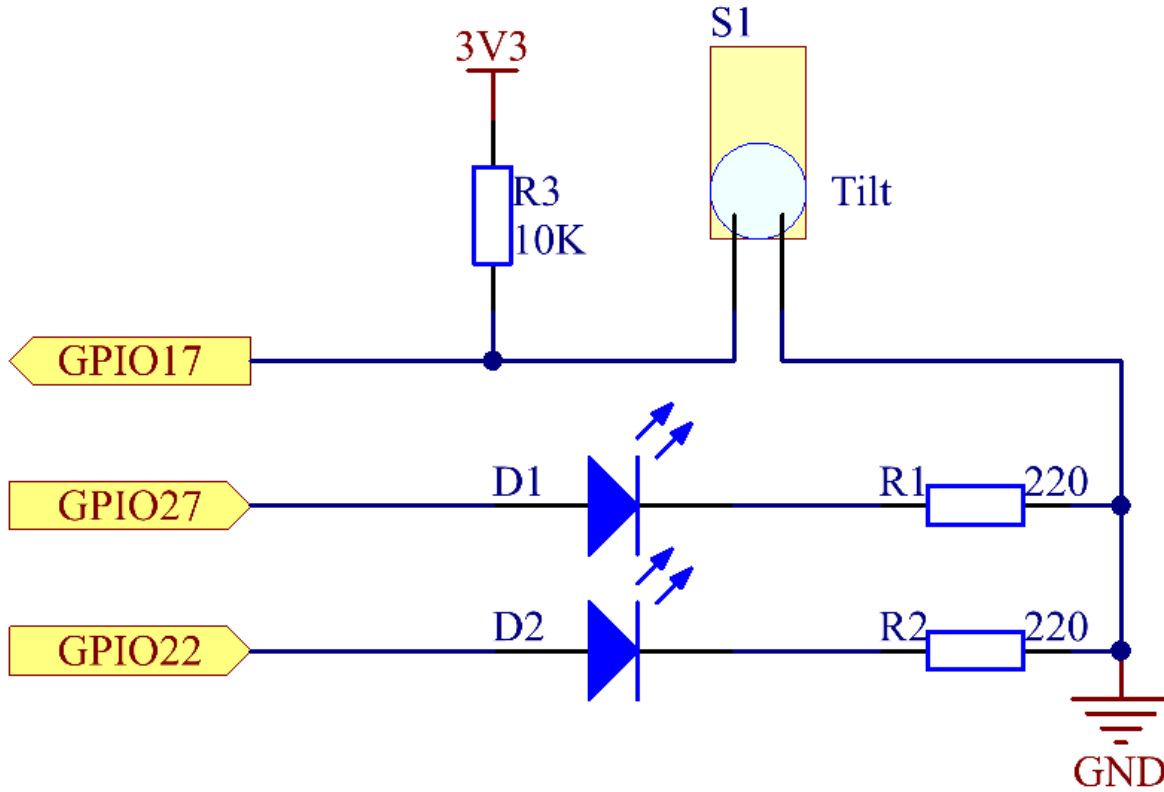 S1
3V3
R3
Tilt
10K
GPIO17
D1
R1
220
GPIO27
D2
R2
220
GPIO22
GND